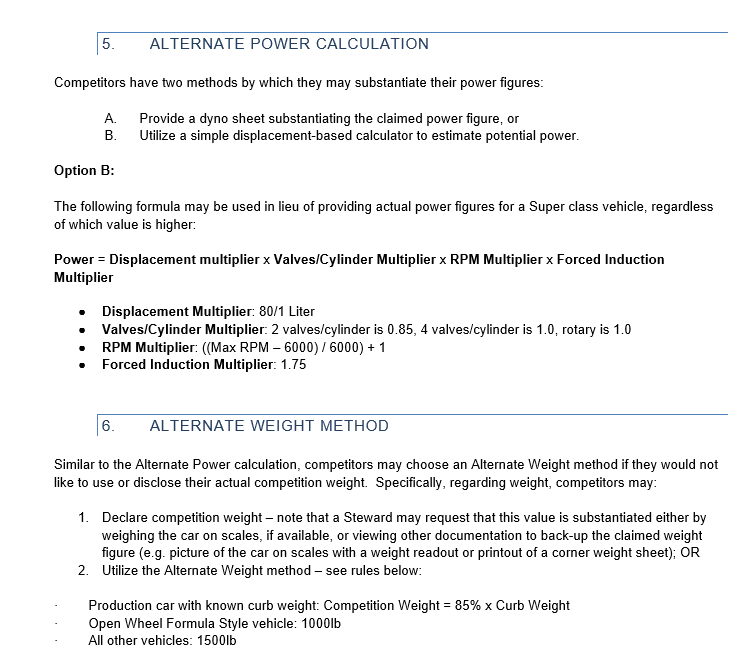 5. ALTERNATE POWER CALCULATION
Competitors have two methods by which they may substantiate their power figures:
A. Provide a dyno sheet substantiating the claimed power figure, or
B. Utilize a simple displacement-based calculator to estimate potential power.
Option B:
The following formula may be used in lieu of providing actual power figures for a Super class vehicle, regardless
of which value is higher:
Power = Displacement multiplier x Valves/Cylinder Multiplier x RPM Multiplier x Forced Induction
Multiplier
• Displacement Multiplier: 80/1 Liter
• Valves/Cylinder Multiplier: 2 valves/cylinder is 0.85, 4 valves/cylinder is 1.0, rotary is 1.0
• RPM Multiplier: ((Max RPM – 6000) / 6000) + 1
• Forced Induction Multiplier: 1.75
6. ALTERNATE WEIGHT METHOD
Similar to the Alternate Power calculation, competitors may choose an Alternate Weight method if they would not
like to use or disclose their actual competition weight.  Specifically, regarding weight, competitors may:
1. Declare competition weight – note that a Steward may request that this value is substantiated either by
weighing the car on scales, if available, or viewing other documentation to back-up the claimed weight
figure (e.g. picture of the car on scales with a weight readout or printout of a corner weight sheet); OR
2. Utilize the Alternate Weight method – see rules below:
· Production car with known curb weight: Competition Weight = 85% x Curb Weight
· Open Wheel Formula Style vehicle: 1000lb
· All other vehicles: 1500lb